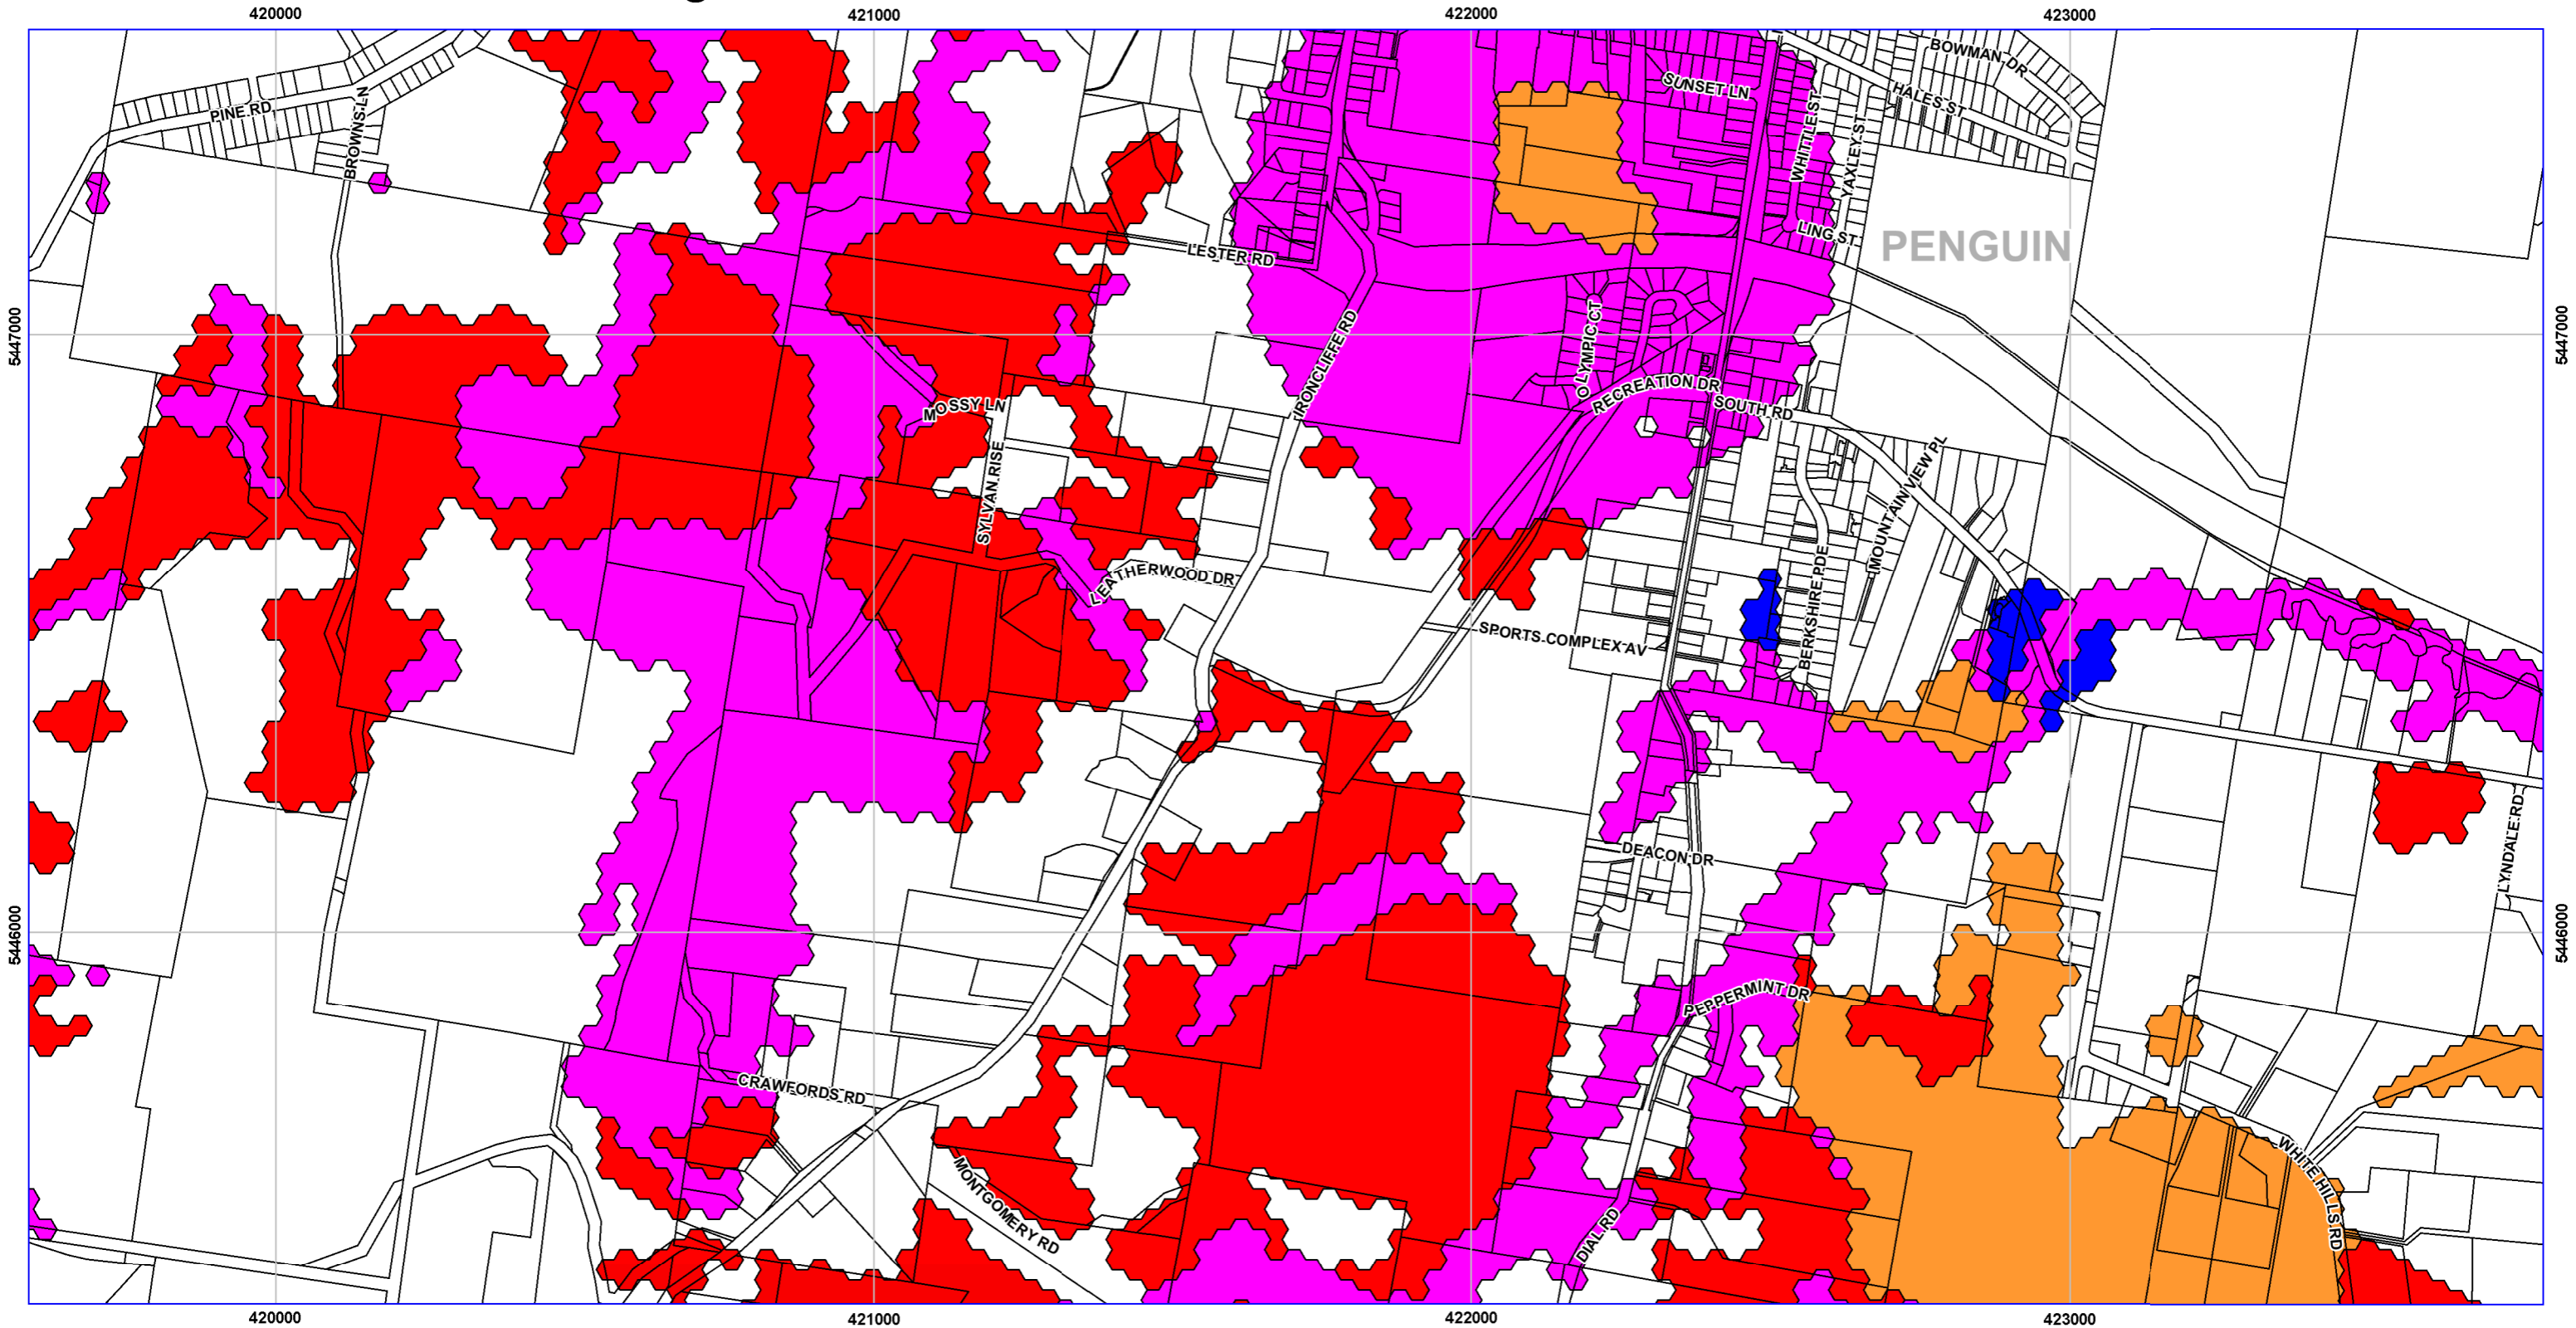 420000
421000
422000
423000
BOWMAN DR
SUNSET LN
HALES ST
PINE RD
BROWNS LN
WHITTLE ST
YAXLEY ST
LING ST
PENGUIN
LESTER RD
5447000
5447000
IRONCLIFFE RD
OLYMPIC CT
RECREATION DR
SOUTH RD
MOSSY LN
SYLVAN RISE
MOUNTAIN VIEW PL
LEATHERWOOD DR
BERKSHIRE PDE
SPORTS COMPLEX AV
LYNDALE RD
DEACON DR
5446000
5446000
PEPPERMINT DR
CRAWFORDS RD
MONTGOMERY RD
DIAL RD
WHITE HILLS RD
420000
421000
422000
423000